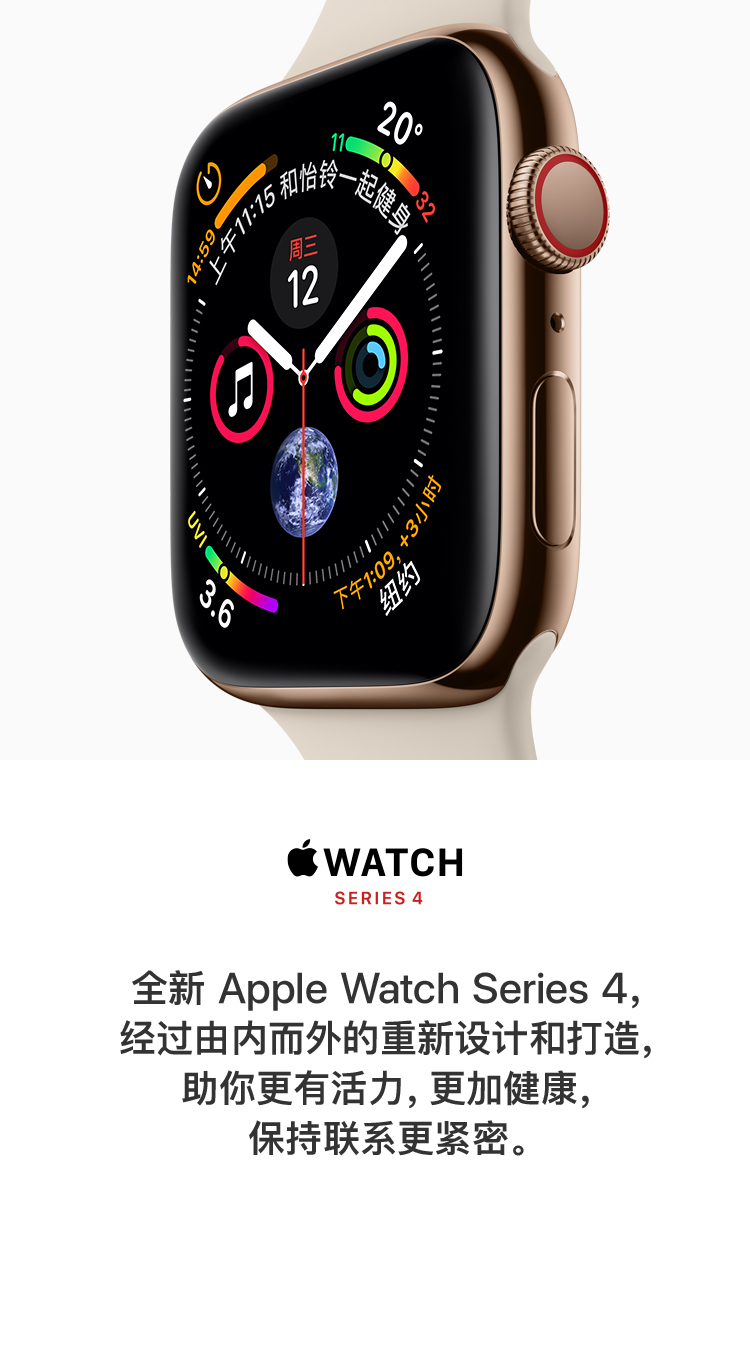 20°
11
32
14:59
上午11:15 和怡铃一起健身
周三
12
UVI
3.6
下午1:09, +3小时
纽约
WATCH
SERIES 4
全新 Apple Watch Series 4，
经过由内而外的重新设计和打造，
助你更有活力，更加健康，
保持联系更紧密。